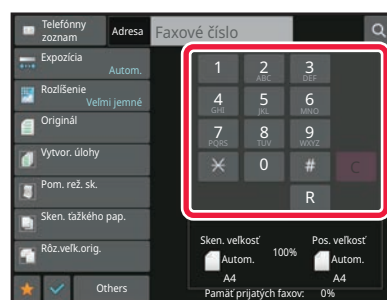 Telefónny
zoznam
Adresa
Faxové číslo
Expozícia
Autom.
Rozlíšenie
Veľmi jemné
Originál
Vytvor. úlohy
Pom. rež. sk.
Sken. ťažkého pap.
Rôz.veľk.orig.
Others
1 2 3
ABC DEF
4 5 6
GHI JKL MNO
7 8 9
PQRS TUV WXYZ
0 # C
R
Sken. veľkosť
Autom.
A4
100%
Pos. veľkosť
Autom.
A4
Pamäť prijatých faxov: 0%